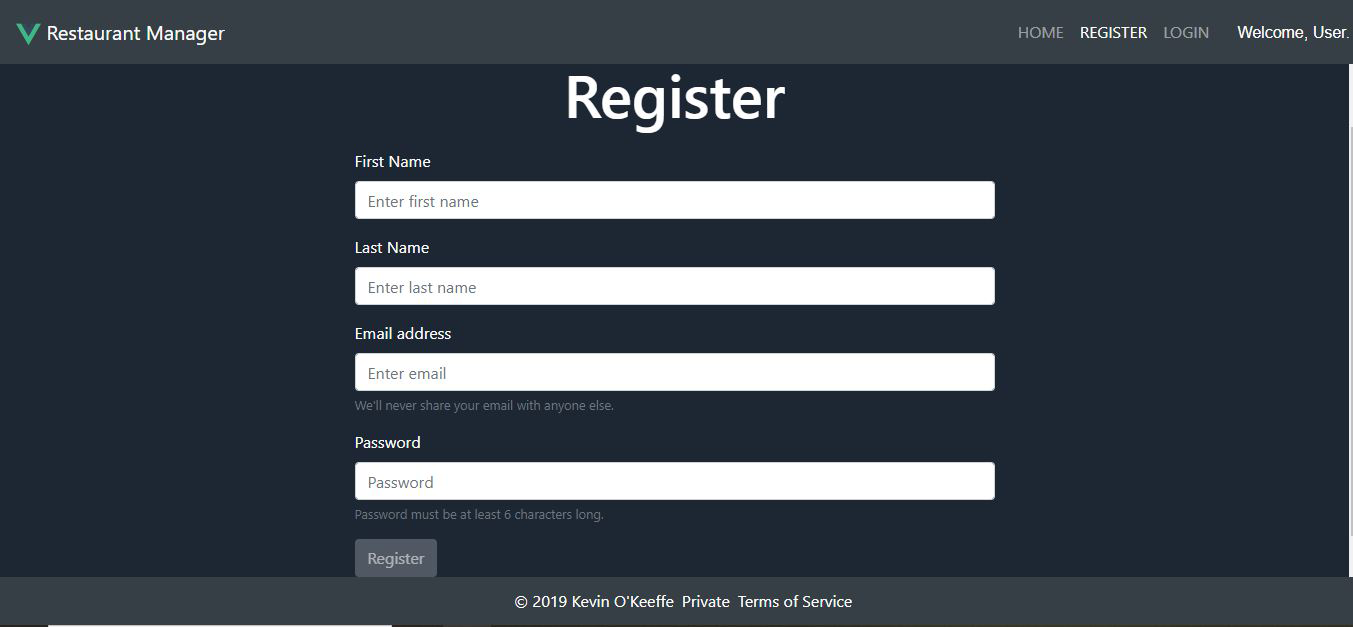 Restaurant Manager HOME REGISTER LOGIN Welcome, User.
Register
First Name
Enter first name
Last Name
Enter last name
Email address
Enter email
We'll never share your email with anyone else.
Password
Password
Password must be at least 6 characters long.
Register
© 2019 Kevin O'Keeffe Private Terms of Service